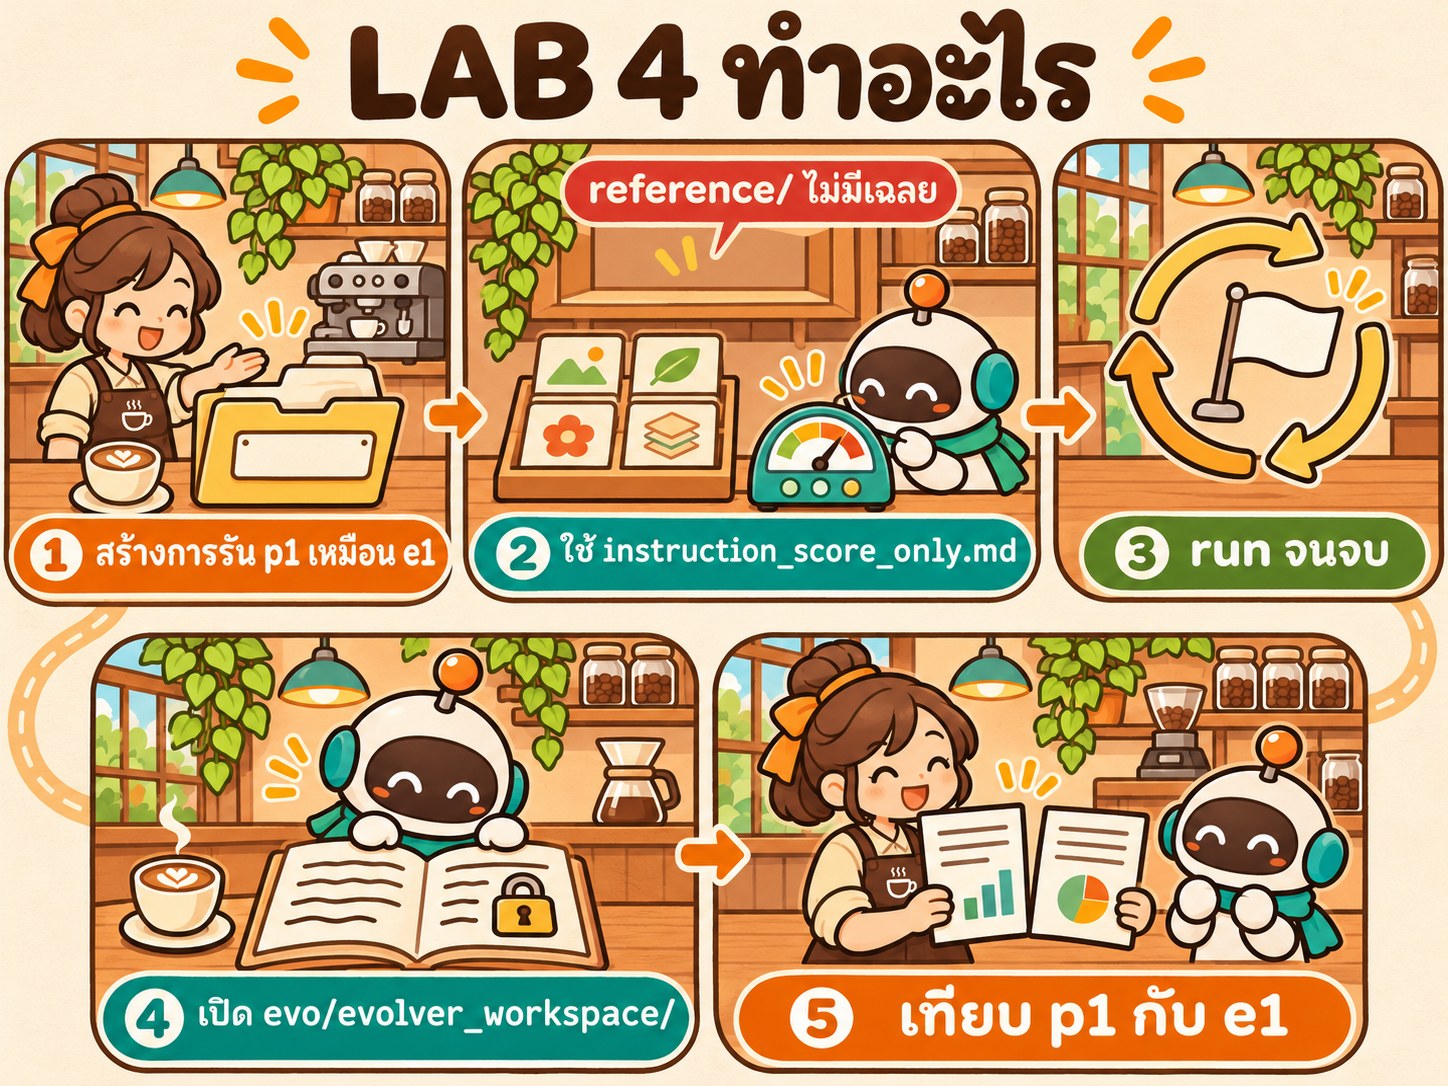 LAB 4 ทำอะไร
reference/ ไม่มีเฉลย
1 สร้างการรัน p1 เหมือน e1
2 ใช้ instruction_score_only.md
3 run จนจบ
4 เปิด evo/evolver_workspace/
5 เทียบ p1 กับ e1